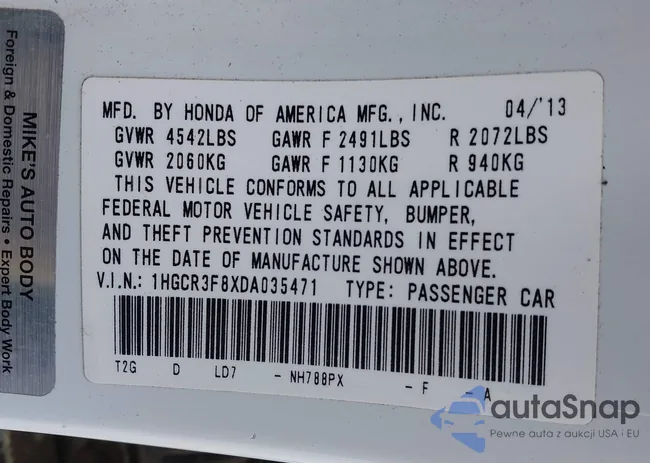 MIKE'S AUTO BODY
Foreign & Domestic Repairs • Expert Body Work
MFD. BY HONDA OF AMERICA MFG., INC. 04/'13
GVWR 4542LBS GAWR F 2491LBS R 2072LBS
GVWR 2060KG GAWR F 1130KG R 940KG
THIS VEHICLE CONFORMS TO ALL APPLICABLE
FEDERAL MOTOR VEHICLE SAFETY, BUMPER,
AND THEFT PREVENTION STANDARDS IN EFFECT
ON THE DATE OF MANUFACTURE SHOWN ABOVE.
V.I.N.: 1HGCR3F8XDA035471 TYPE: PASSENGER CAR
T2G D LD7 - NH788PX - F - A
autaSnap
Pewne auta z aukcji USA i EU